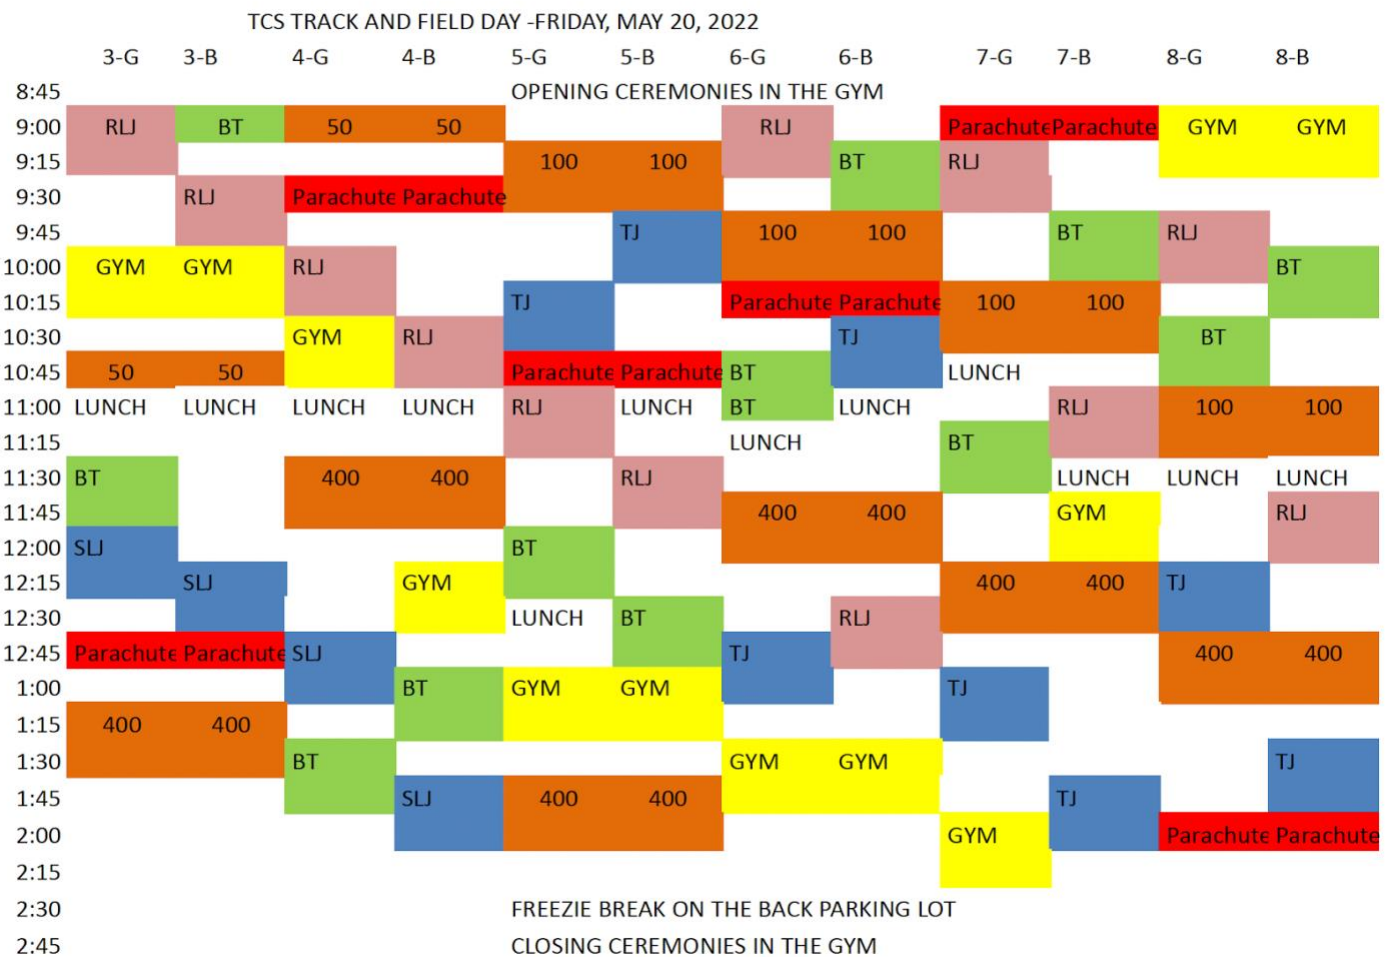 TCS TRACK AND FIELD DAY -FRIDAY, MAY 20, 2022
3-G 3-B 4-G 4-B 5-G 5-B 6-G 6-B 7-G 7-B 8-G 8-B
8:45 OPENING CEREMONIES IN THE GYM
9:00 RLJ BT 50 50 RLJ Parachute Parachute GYM GYM
9:15 100 100 BT RLJ
9:30 RLJ Parachute Parachute
9:45 TJ 100 100 BT RLJ
10:00 GYM GYM RLJ BT
10:15 TJ Parachute Parachute 100 100
10:30 GYM RLJ TJ BT
10:45 50 50 Parachute Parachute BT LUNCH
11:00 LUNCH LUNCH LUNCH LUNCH RLJ LUNCH BT LUNCH RLJ 100 100
11:15 LUNCH BT
11:30 BT 400 400 RLJ LUNCH LUNCH LUNCH
11:45 400 400 GYM RLJ
12:00 SLJ BT
12:15 SLJ GYM 400 400 TJ
12:30 LUNCH BT RLJ
12:45 Parachute Parachute SLJ TJ 400 400
1:00 BT GYM GYM TJ
1:15 400 400
1:30 BT GYM GYM TJ
1:45 SLJ 400 400 TJ
2:00 GYM Parachute Parachute
2:15
2:30 FREEZIE BREAK ON THE BACK PARKING LOT
2:45 CLOSING CEREMONIES IN THE GYM